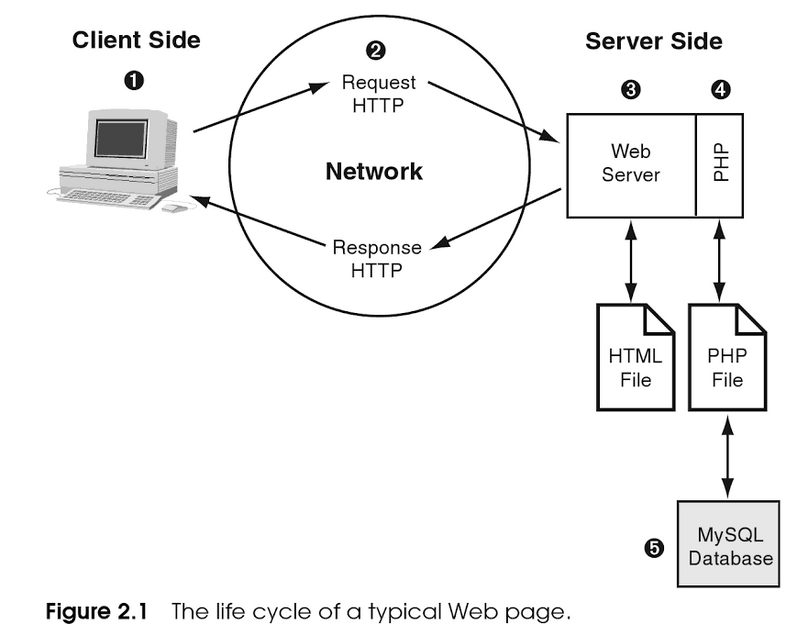 Client Side
❶
❷
Request
HTTP
Network
Response
HTTP
Server Side
❸
❹
Web
Server
PHP
HTML
File
PHP
File
❺
MySQL
Database
Figure 2.1 The life cycle of a typical Web page.